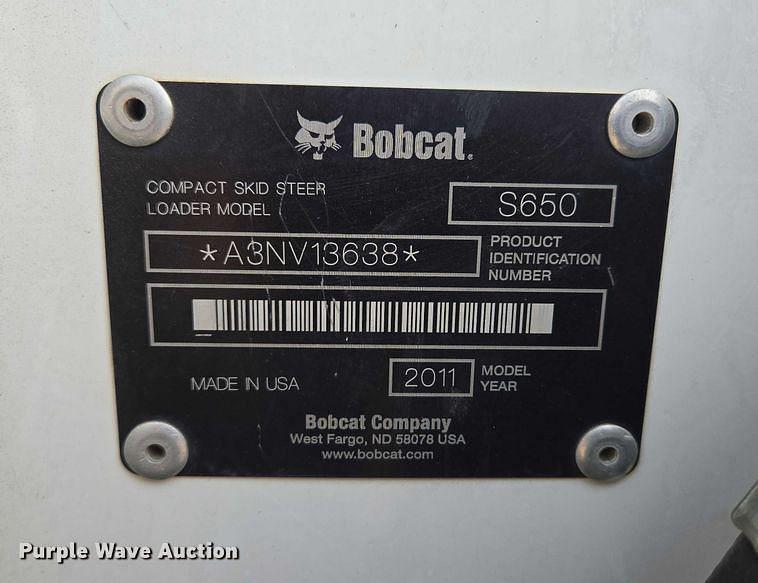 Bobcat.
COMPACT SKID STEER
LOADER MODEL
S650
*A3NV13638*
PRODUCT
IDENTIFICATION
NUMBER
MADE IN USA
2011
MODEL
YEAR
Bobcat Company
West Fargo, ND 58078 USA
www.bobcat.com
Purple Wave Auction